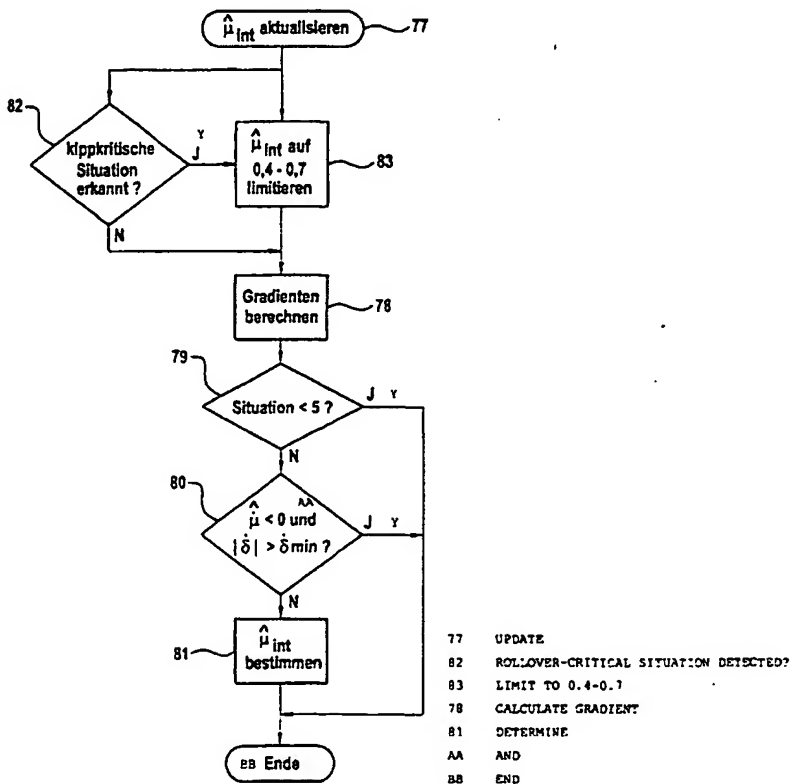 μ̂ int aktualisieren
77
82
kippkritische
Situation
erkannt ?
Y
J
N
μ̂ int auf
0,4 - 0,7
limitieren
83
Gradienten
berechnen
78
79
Situation < 5 ?
J Y
N
80
AA
μ̂̇ < 0 und
| δ̇ | > δ̇ min ?
J Y
N
81
μ̂ int
bestimmen
BB Ende
77 UPDATE
82 ROLLOVER-CRITICAL SITUATION DETECTED?
83 LIMIT TO 0.4-0.7
78 CALCULATE GRADIENT
81 DETERMINE
AA AND
BB END